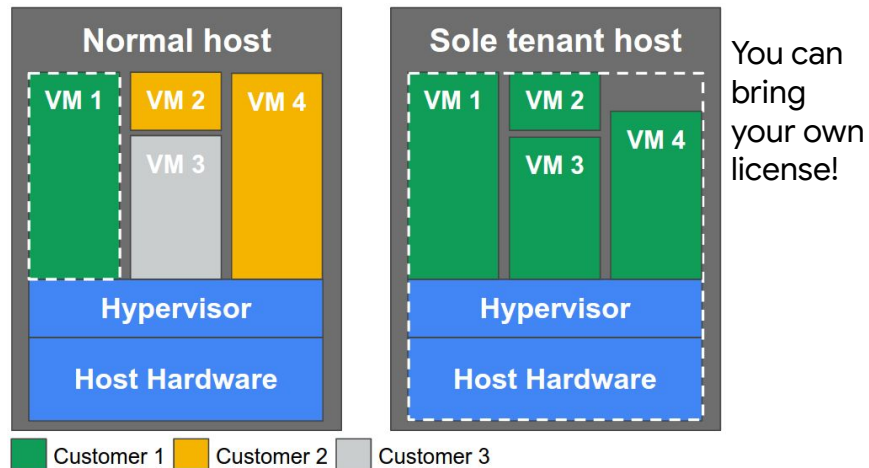 Normal host
VM 1
VM 2
VM 3
VM 4
Hypervisor
Host Hardware
Sole tenant host
VM 1
VM 2
VM 3
VM 4
Hypervisor
Host Hardware
You can
bring
your own
license!
Customer 1
Customer 2
Customer 3